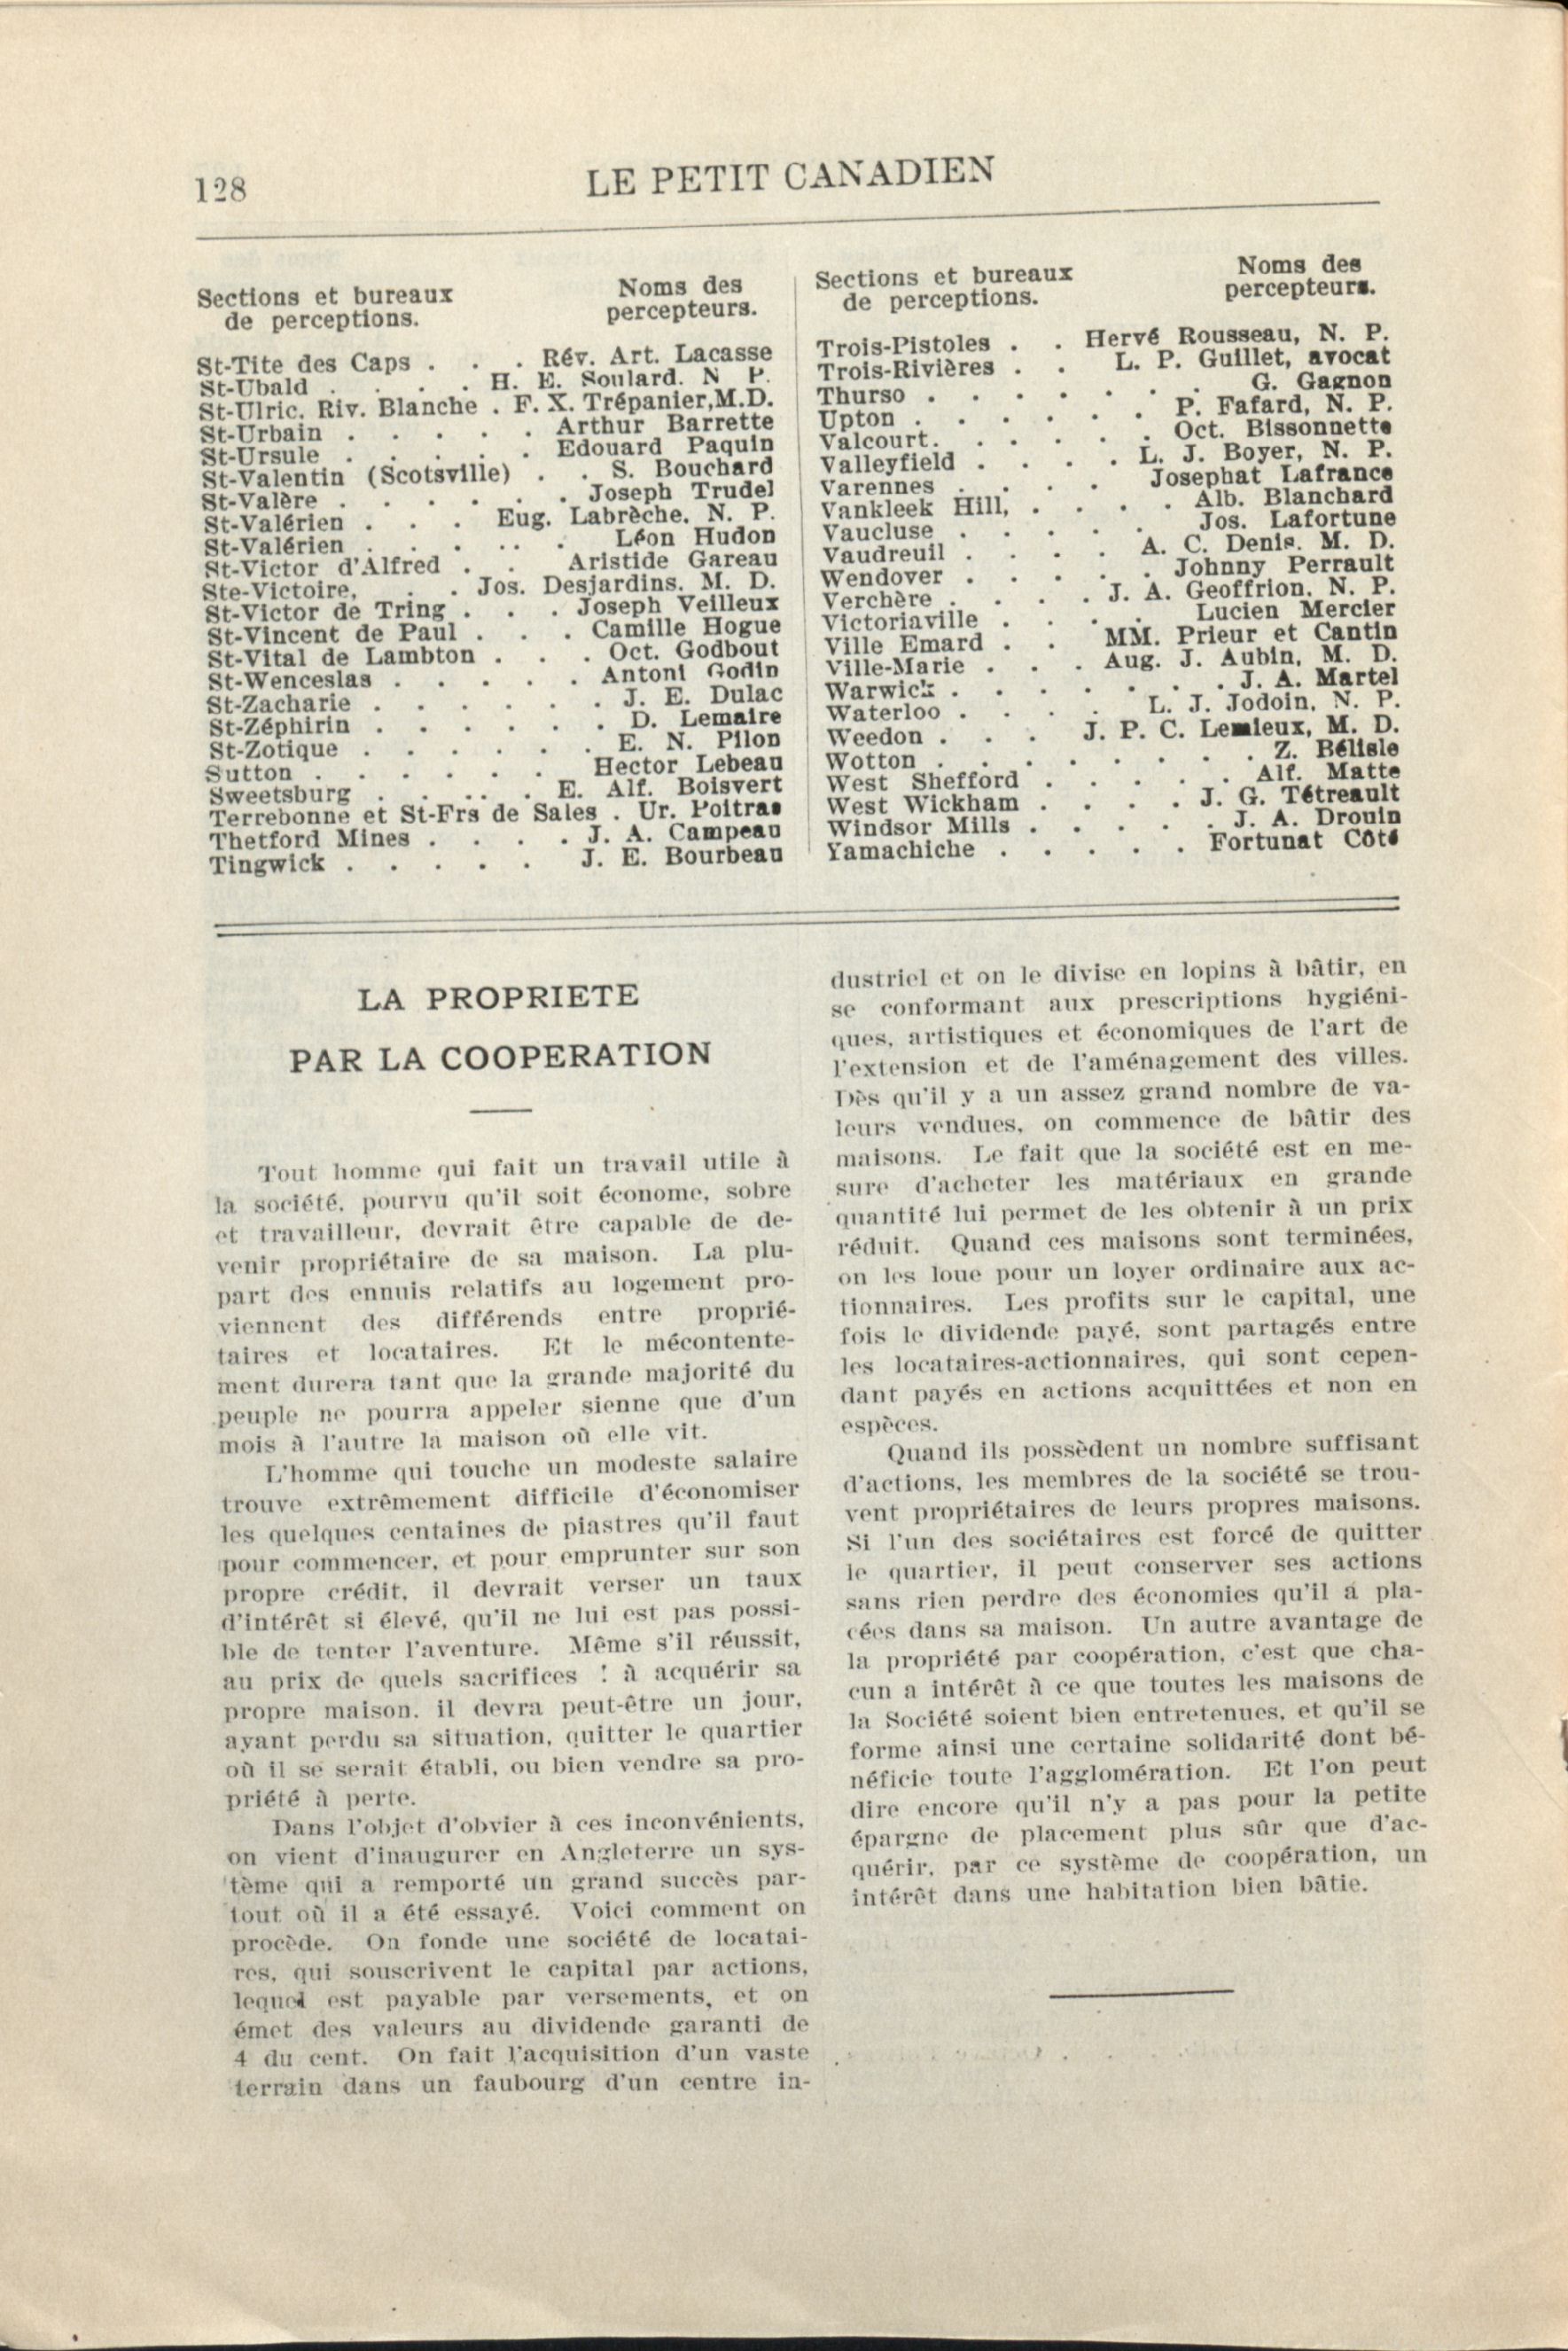 128
LE PETIT CANADIEN
Sections et bureaux
de perceptions.
Noms des
percepteurs.
St-Tite des Caps . . . Rév. Art. Lacasse
St-Ubald . . . . H. E. Soulard. N P.
St-Ulric. Riv. Blanche . F. X. Trépanier,M.D.
St-Urbain . . . . . Arthur Barrette
St-Ursule . . . . . Edouard Paquin
St-Valentin (Scotsville) . . S. Bouchard
St-Valère . . . . . . Joseph Trudel
St-Valérien . . . Eug. Labrèche. N. P.
St-Valérien . . . . . Léon Hudon
St-Victor d'Alfred . . Aristide Gareau
Ste-Victoire, . . Jos. Desjardins. M. D.
St-Victor de Tring . . . Joseph Veilleux
St-Vincent de Paul . . . Camille Hogue
St-Vital de Lambton . . . Oct. Godbout
St-Wenceslas . . . . . Antoni Godin
St-Zacharie . . . . . . J. E. Dulac
St-Zéphirin . . . . . . D. Lemaire
St-Zotique . . . . . . E. N. Pilon
Sutton . . . . . . Hector Lebeau
Sweetsburg . . . . . E. Alf. Boisvert
Terrebonne et St-Frs de Sales . Ur. Poitras
Thetford Mines . . . . J. A. Campeau
Tingwick . . . . . J. E. Bourbeau
Sections et bureaux
de perceptions.
Noms des
percepteurs.
Trois-Pistoles . . Hervé Rousseau, N. P.
Trois-Rivières . . L. P. Guillet, avocat
Thurso . . . . . . . G. Gagnon
Upton . . . . . . P. Fafard, N. P.
Valcourt. . . . . . Oct. Bissonnette
Valleyfield . . . . L. J. Boyer, N. P.
Varennes . . . . Josephat Lafrance
Vankleek Hill, . . . . Alb. Blanchard
Vaucluse . . . . . Jos. Lafortune
Vaudreuil . . . . A. C. Denis. M. D.
Wendover . . . . . Johnny Perrault
Verchère . . . . J. A. Geoffrion. N. P.
Victoriaville . . . . Lucien Mercier
Ville Emard . . MM. Prieur et Cantin
Ville-Marie . . . Aug. J. Aubin, M. D.
Warwick . . . . . . . J. A. Martel
Waterloo . . . . L. J. Jodoin, N. P.
Weedon . . . J. P. C. Lemieux, M. D.
Wotton . . . . . . . . Z. Bélisle
West Shefford . . . . . Alf. Matte
West Wickham . . . . J. G. Tétreault
Windsor Mills . . . . . J. A. Drouin
Yamachiche . . . . . Fortunat Côté
LA PROPRIETE
PAR LA COOPERATION
Tout homme qui fait un travail utile à
la société, pourvu qu'il soit économe, sobre
et travailleur, devrait être capable de de-
venir propriétaire de sa maison. La plu-
part des ennuis relatifs au logement pro-
viennent des différends entre proprié-
taires et locataires. Et le mécontente-
ment durera tant que la grande majorité du
peuple ne pourra appeler sienne que d'un
mois à l'autre la maison où elle vit.
L'homme qui touche un modeste salaire
trouve extrêmement difficile d'économiser
les quelques centaines de piastres qu'il faut
pour commencer, et pour emprunter sur son
propre crédit, il devrait verser un taux
d'intérêt si élevé, qu'il ne lui est pas possi-
ble de tenter l'aventure. Même s'il réussit,
au prix de quels sacrifices ! à acquérir sa
propre maison, il devra peut-être un jour,
ayant perdu sa situation, quitter le quartier
où il se serait établi, ou bien vendre sa pro-
priété à perte.
Dans l'objet d'obvier à ces inconvénients,
on vient d'inaugurer en Angleterre un sys-
tème qui a remporté un grand succès par-
tout où il a été essayé. Voici comment on
procède. On fonde une société de locatai-
res, qui souscrivent le capital par actions,
lequel est payable par versements, et on
émet des valeurs au dividende garanti de
4 du cent. On fait l'acquisition d'un vaste
terrain dans un faubourg d'un centre in-
dustriel et on le divise en lopins à bâtir, en
se conformant aux prescriptions hygiéni-
ques, artistiques et économiques de l'art de
l'extension et de l'aménagement des villes.
Dès qu'il y a un assez grand nombre de va-
leurs vendues, on commence de bâtir des
maisons. Le fait que la société est en me-
sure d'acheter les matériaux en grande
quantité lui permet de les obtenir à un prix
réduit. Quand ces maisons sont terminées,
on les loue pour un loyer ordinaire aux ac-
tionnaires. Les profits sur le capital, une
fois le dividende payé, sont partagés entre
les locataires-actionnaires, qui sont cepen-
dant payés en actions acquittées et non en
espèces.
Quand ils possèdent un nombre suffisant
d'actions, les membres de la société se trou-
vent propriétaires de leurs propres maisons.
Si l'un des sociétaires est forcé de quitter
le quartier, il peut conserver ses actions
sans rien perdre des économies qu'il a pla-
cées dans sa maison. Un autre avantage de
la propriété par coopération, c'est que cha-
cun a intérêt à ce que toutes les maisons de
la Société soient bien entretenues, et qu'il se
forme ainsi une certaine solidarité dont bé-
néficie toute l'agglomération. Et l'on peut
dire encore qu'il n'y a pas pour la petite
épargne de placement plus sûr que d'ac-
quérir, par ce système de coopération, un
intérêt dans une habitation bien bâtie.